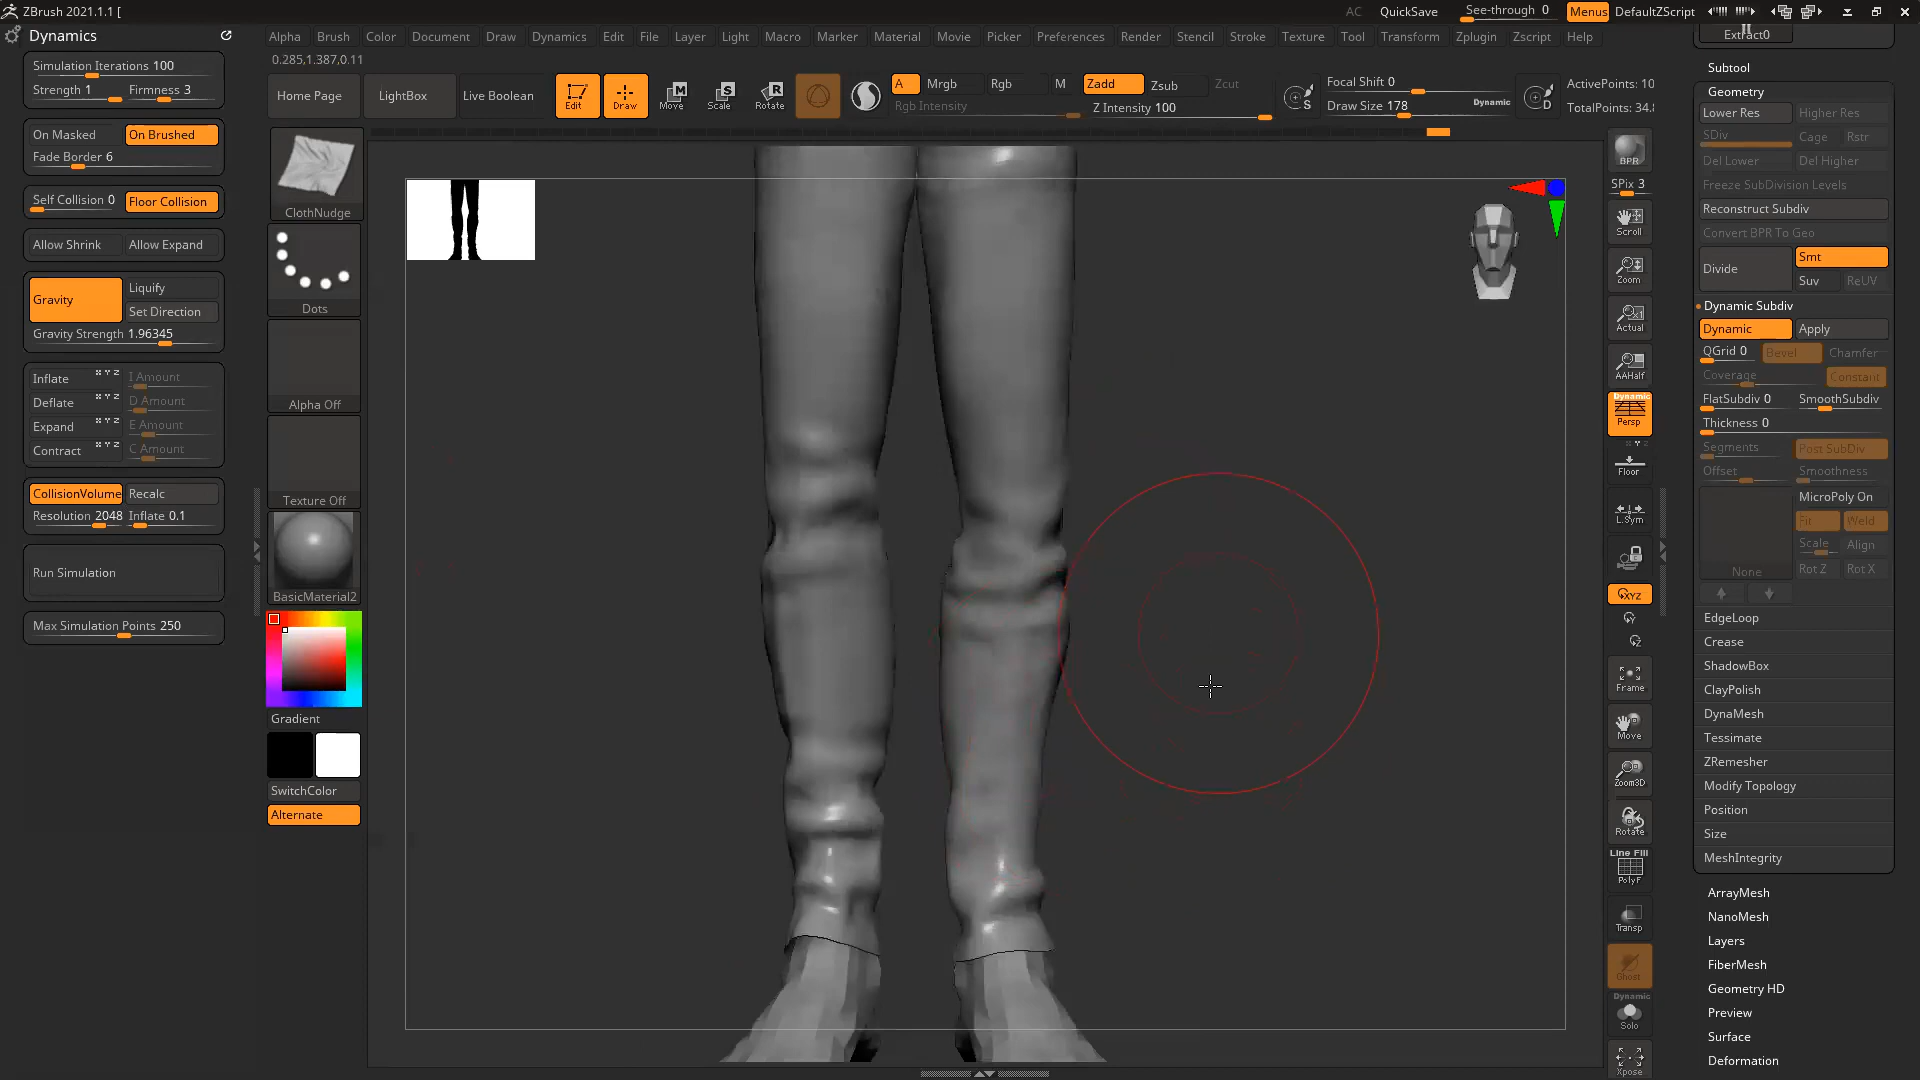 ZBrush 2021.1.1 [
AC QuickSave See-through 0 Menus DefaultZScript
Dynamics
Alpha Brush Color Document Draw Dynamics Edit File Layer Light Macro Marker Material Movie Picker Preferences Render Stencil Stroke Texture Tool Transform Zplugin Zscript Help
0.285,1.387,0.11
Home Page LightBox Live Boolean Edit Draw Move Scale Rotate
A Mrgb Rgb M Zadd Zsub Zcut
Rgb Intensity Z Intensity 100
S Focal Shift 0
Draw Size 178 Dynamic
D ActivePoints: 10
TotalPoints: 34.
Simulation Iterations 100
Strength 1 Firmness 3
On Masked On Brushed
Fade Border 6
Self Collision 0 Floor Collision
Allow Shrink Allow Expand
Gravity Liquify
Set Direction
Gravity Strength 1.96345
Inflate X Y Z I Amount
Deflate X Y Z D Amount
Expand X Y Z E Amount
Contract X Y Z C Amount
CollisionVolume Recalc
Resolution 2048 Inflate 0.1
Run Simulation
Max Simulation Points 250
ClothNudge
Dots
Alpha Off
Texture Off
BasicMaterial2
Gradient
SwitchColor
Alternate
BPR
SPix 3
Scroll
Zoom
Actual
AAHalf
Dynamic
Persp
Floor
L.Sym
XYZ
Y
Z
Frame
Move
Zoom3D
Rotate
Line Fill
PolyF
Transp
Ghost
Dynamic
Solo
Xpose
Extract0
Subtool
Geometry
Lower Res Higher Res
SDiv Cage Rstr
Del Lower Del Higher
Freeze SubDivision Levels
Reconstruct Subdiv
Convert BPR To Geo
Divide Smt
Suv ReUV
Dynamic Subdiv
Dynamic Apply
QGrid 0 Bevel Chamfer
Coverage Constant
FlatSubdiv 0 SmoothSubdiv
Thickness 0
Segments Post SubDiv
Offset Smoothness
MicroPoly On
Fit Weld
Scale Align
None Rot Z Rot X
EdgeLoop
Crease
ShadowBox
ClayPolish
DynaMesh
Tessimate
ZRemesher
Modify Topology
Position
Size
MeshIntegrity
ArrayMesh
NanoMesh
Layers
FiberMesh
Geometry HD
Preview
Surface
Deformation